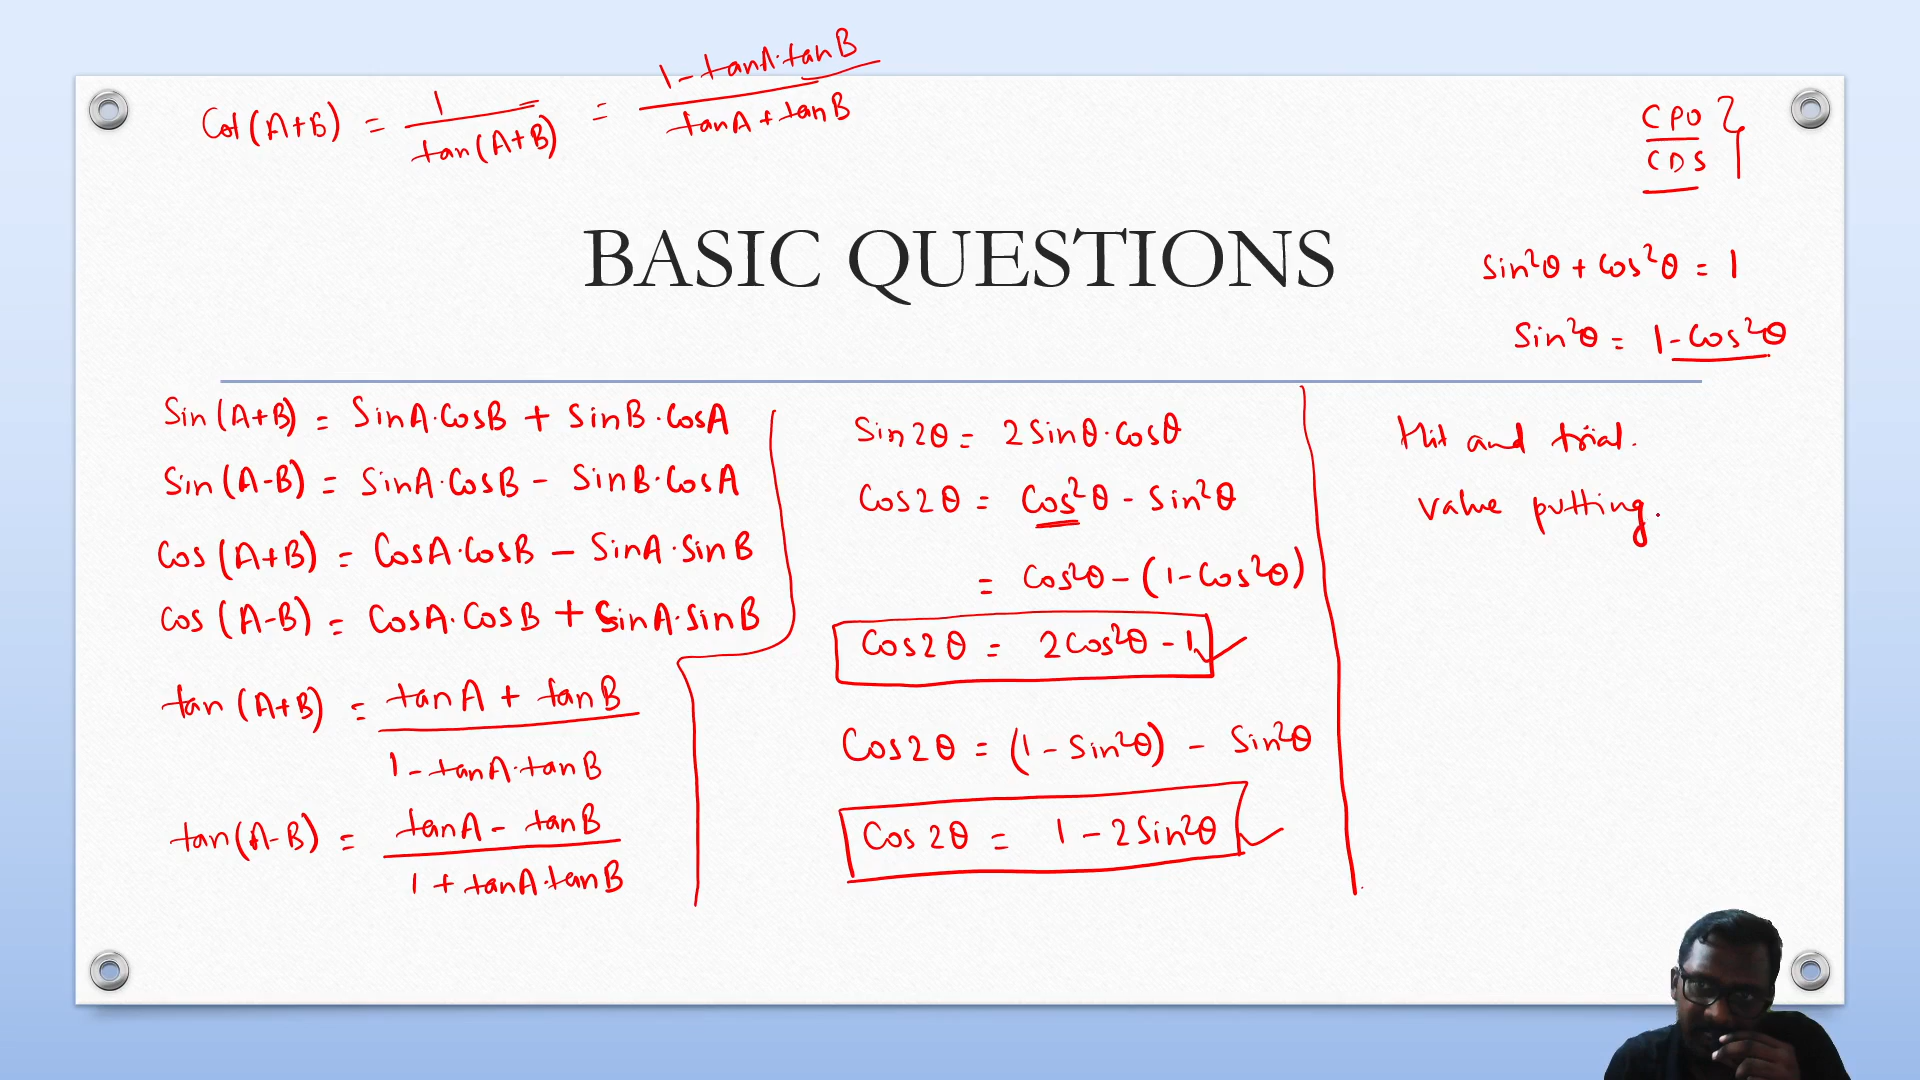 Cot(A+B) = 1/tan(A+B) = 1-tanA·tanB/tanA+tanB
CPO
CDS
BASIC QUESTIONS
Sin²θ + Cos²θ = 1
Sin²θ = 1-Cos²θ
Sin(A+B) = SinA·CosB + SinB·CosA
Sin(A-B) = SinA·CosB - SinB·CosA
Cos(A+B) = CosA·CosB - SinA·SinB
Cos(A-B) = CosA·CosB + SinA·SinB
tan(A+B) = tanA + tanB
1-tanA·tanB
tan(A-B) = tanA - tanB
1 + tanA·tanB
Sin2θ = 2Sinθ·Cosθ
Cos2θ = Cos²θ - Sin²θ
= Cos²θ - (1-Cos²θ)
Cos2θ = 2Cos²θ - 1
Cos2θ = (1 - Sin²θ) - Sin²θ
Cos2θ = 1 - 2Sin²θ
Hit and trial.
Value putting.